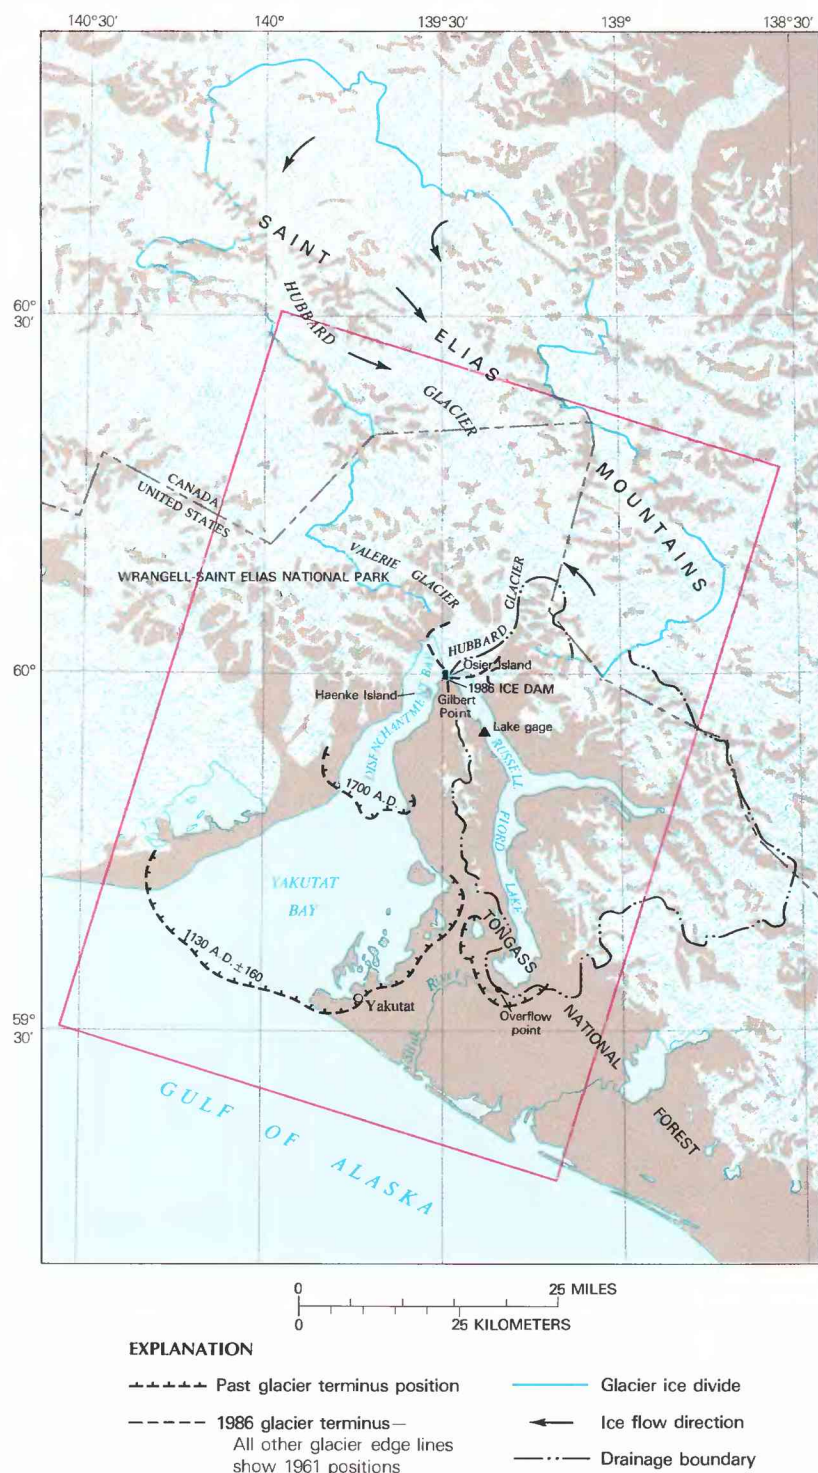 140°30' 140° 139°30' 139° 138°30'
SAINT
ELIAS
MOUNTAINS
60°
30'
HUBBARD
GLACIER
CANADA
UNITED STATES
VALERIE GLACIER
WRANGELL-SAINT ELIAS NATIONAL PARK
HUBBARD GLACIER
60°
Osier Island
1986 ICE DAM
Haenke Island
Gilbert
Point
Lake gage
DISENCHANTMENT BAY
RUSSELL FIORD LAKE
1700 A.D.
YAKUTAT
BAY
1130 A.D. ±160
TONGASS
NATIONAL
FOREST
Yakutat
Situk River
Overflow
point
59°
30'
GULF OF ALASKA
0 25 MILES
0 25 KILOMETERS
EXPLANATION
Past glacier terminus position
1986 glacier terminus—
All other glacier edge lines
show 1961 positions
Glacier ice divide
Ice flow direction
Drainage boundary